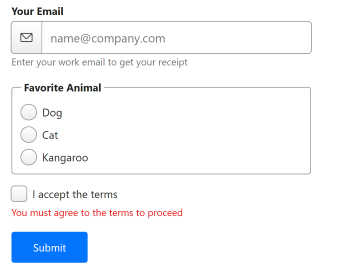 Your Email
name@company.com
Enter your work email to get your receipt
Favorite Animal
Dog
Cat
Kangaroo
I accept the terms
You must agree to the terms to proceed
Submit